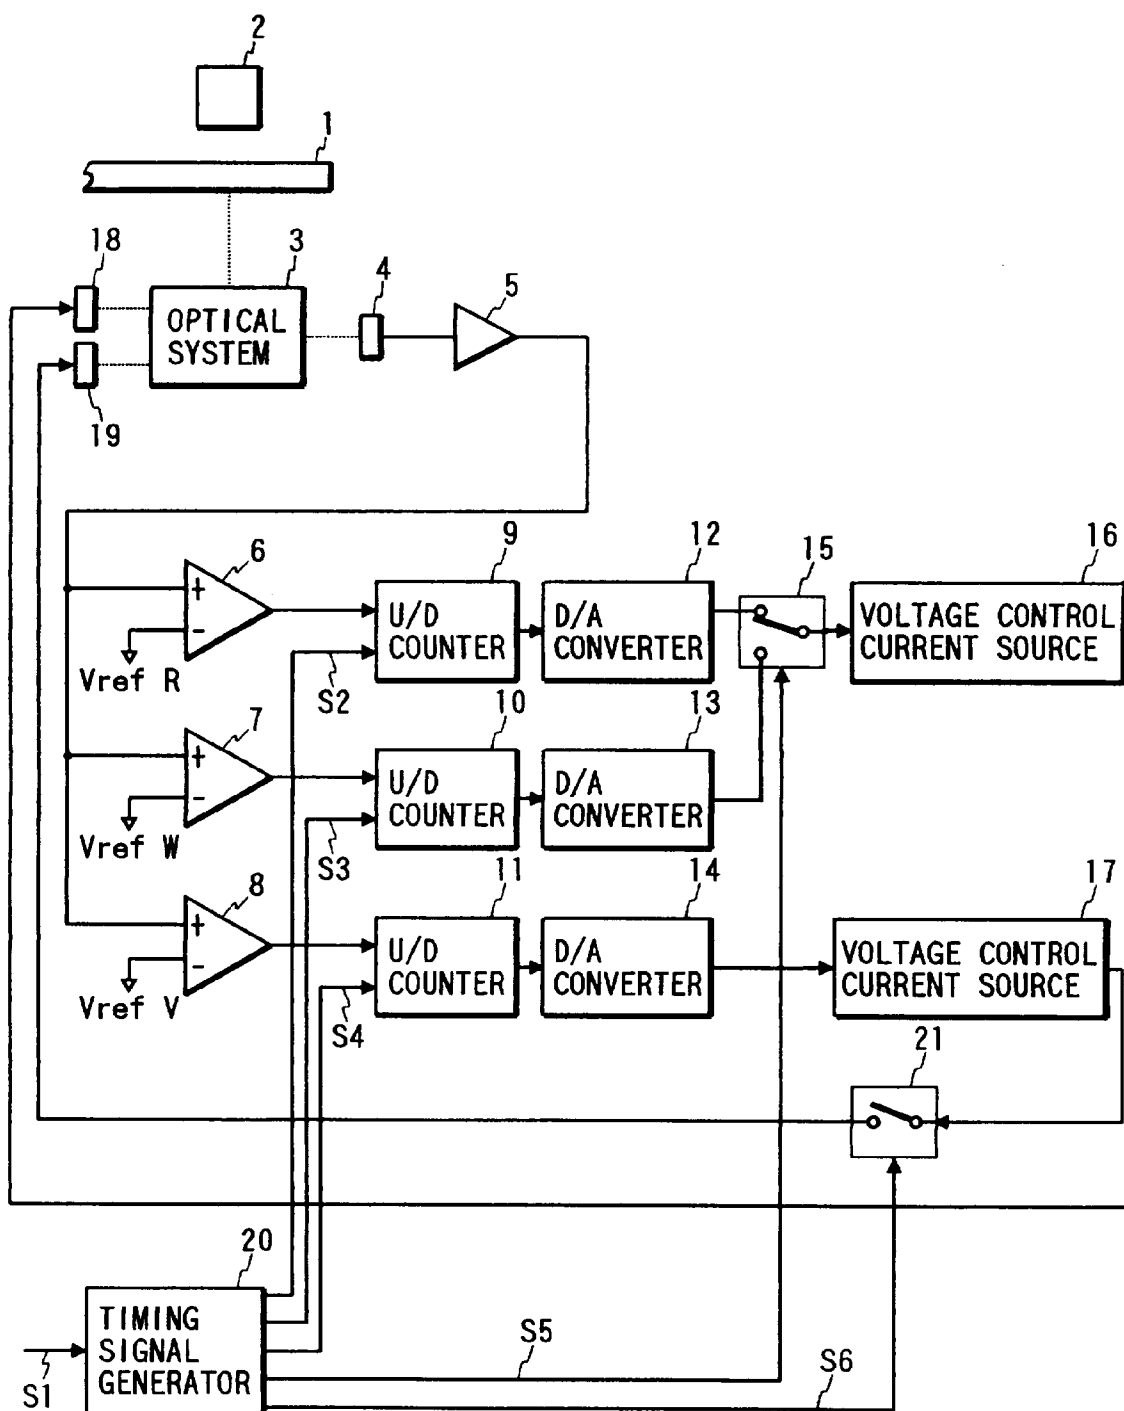 2
1
18
3
4
5
OPTICAL
SYSTEM
19
6
9
12
15
16
+
-
Vref R
U/D
COUNTER
D/A
CONVERTER
VOLTAGE CONTROL
CURRENT SOURCE
S2
7
10
13
+
-
Vref W
U/D
COUNTER
D/A
CONVERTER
S3
8
11
14
17
+
-
Vref V
U/D
COUNTER
D/A
CONVERTER
VOLTAGE CONTROL
CURRENT SOURCE
S4
21
20
TIMING
SIGNAL
GENERATOR
S1
S5
S6